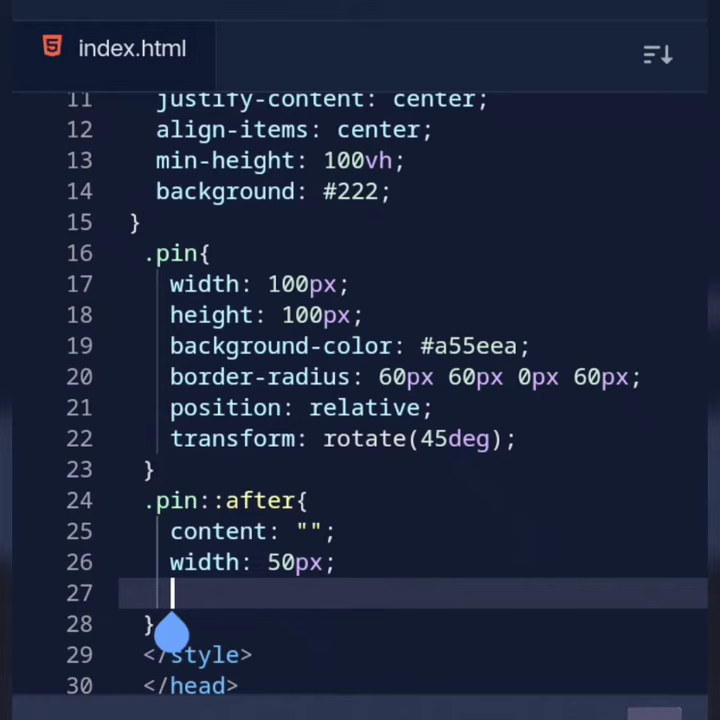 index.html
11 justify-content: center;
12 align-items: center;
13 min-height: 100vh;
14 background: #222;
15 }
16 .pin{
17 width: 100px;
18 height: 100px;
19 background-color: #a55eea;
20 border-radius: 60px 60px 0px 60px;
21 position: relative;
22 transform: rotate(45deg);
23 }
24 .pin::after{
25 content: "";
26 width: 50px;
27
28 }
29 </style>
30 </head>